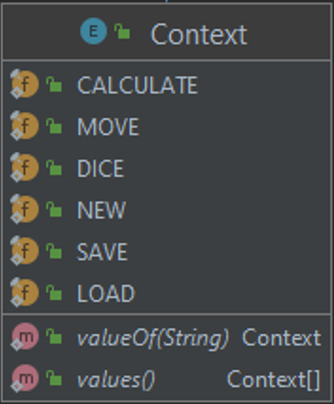 E Context
f CALCULATE
f MOVE
f DICE
f NEW
f SAVE
f LOAD
m valueOf(String) Context
m values() Context[]